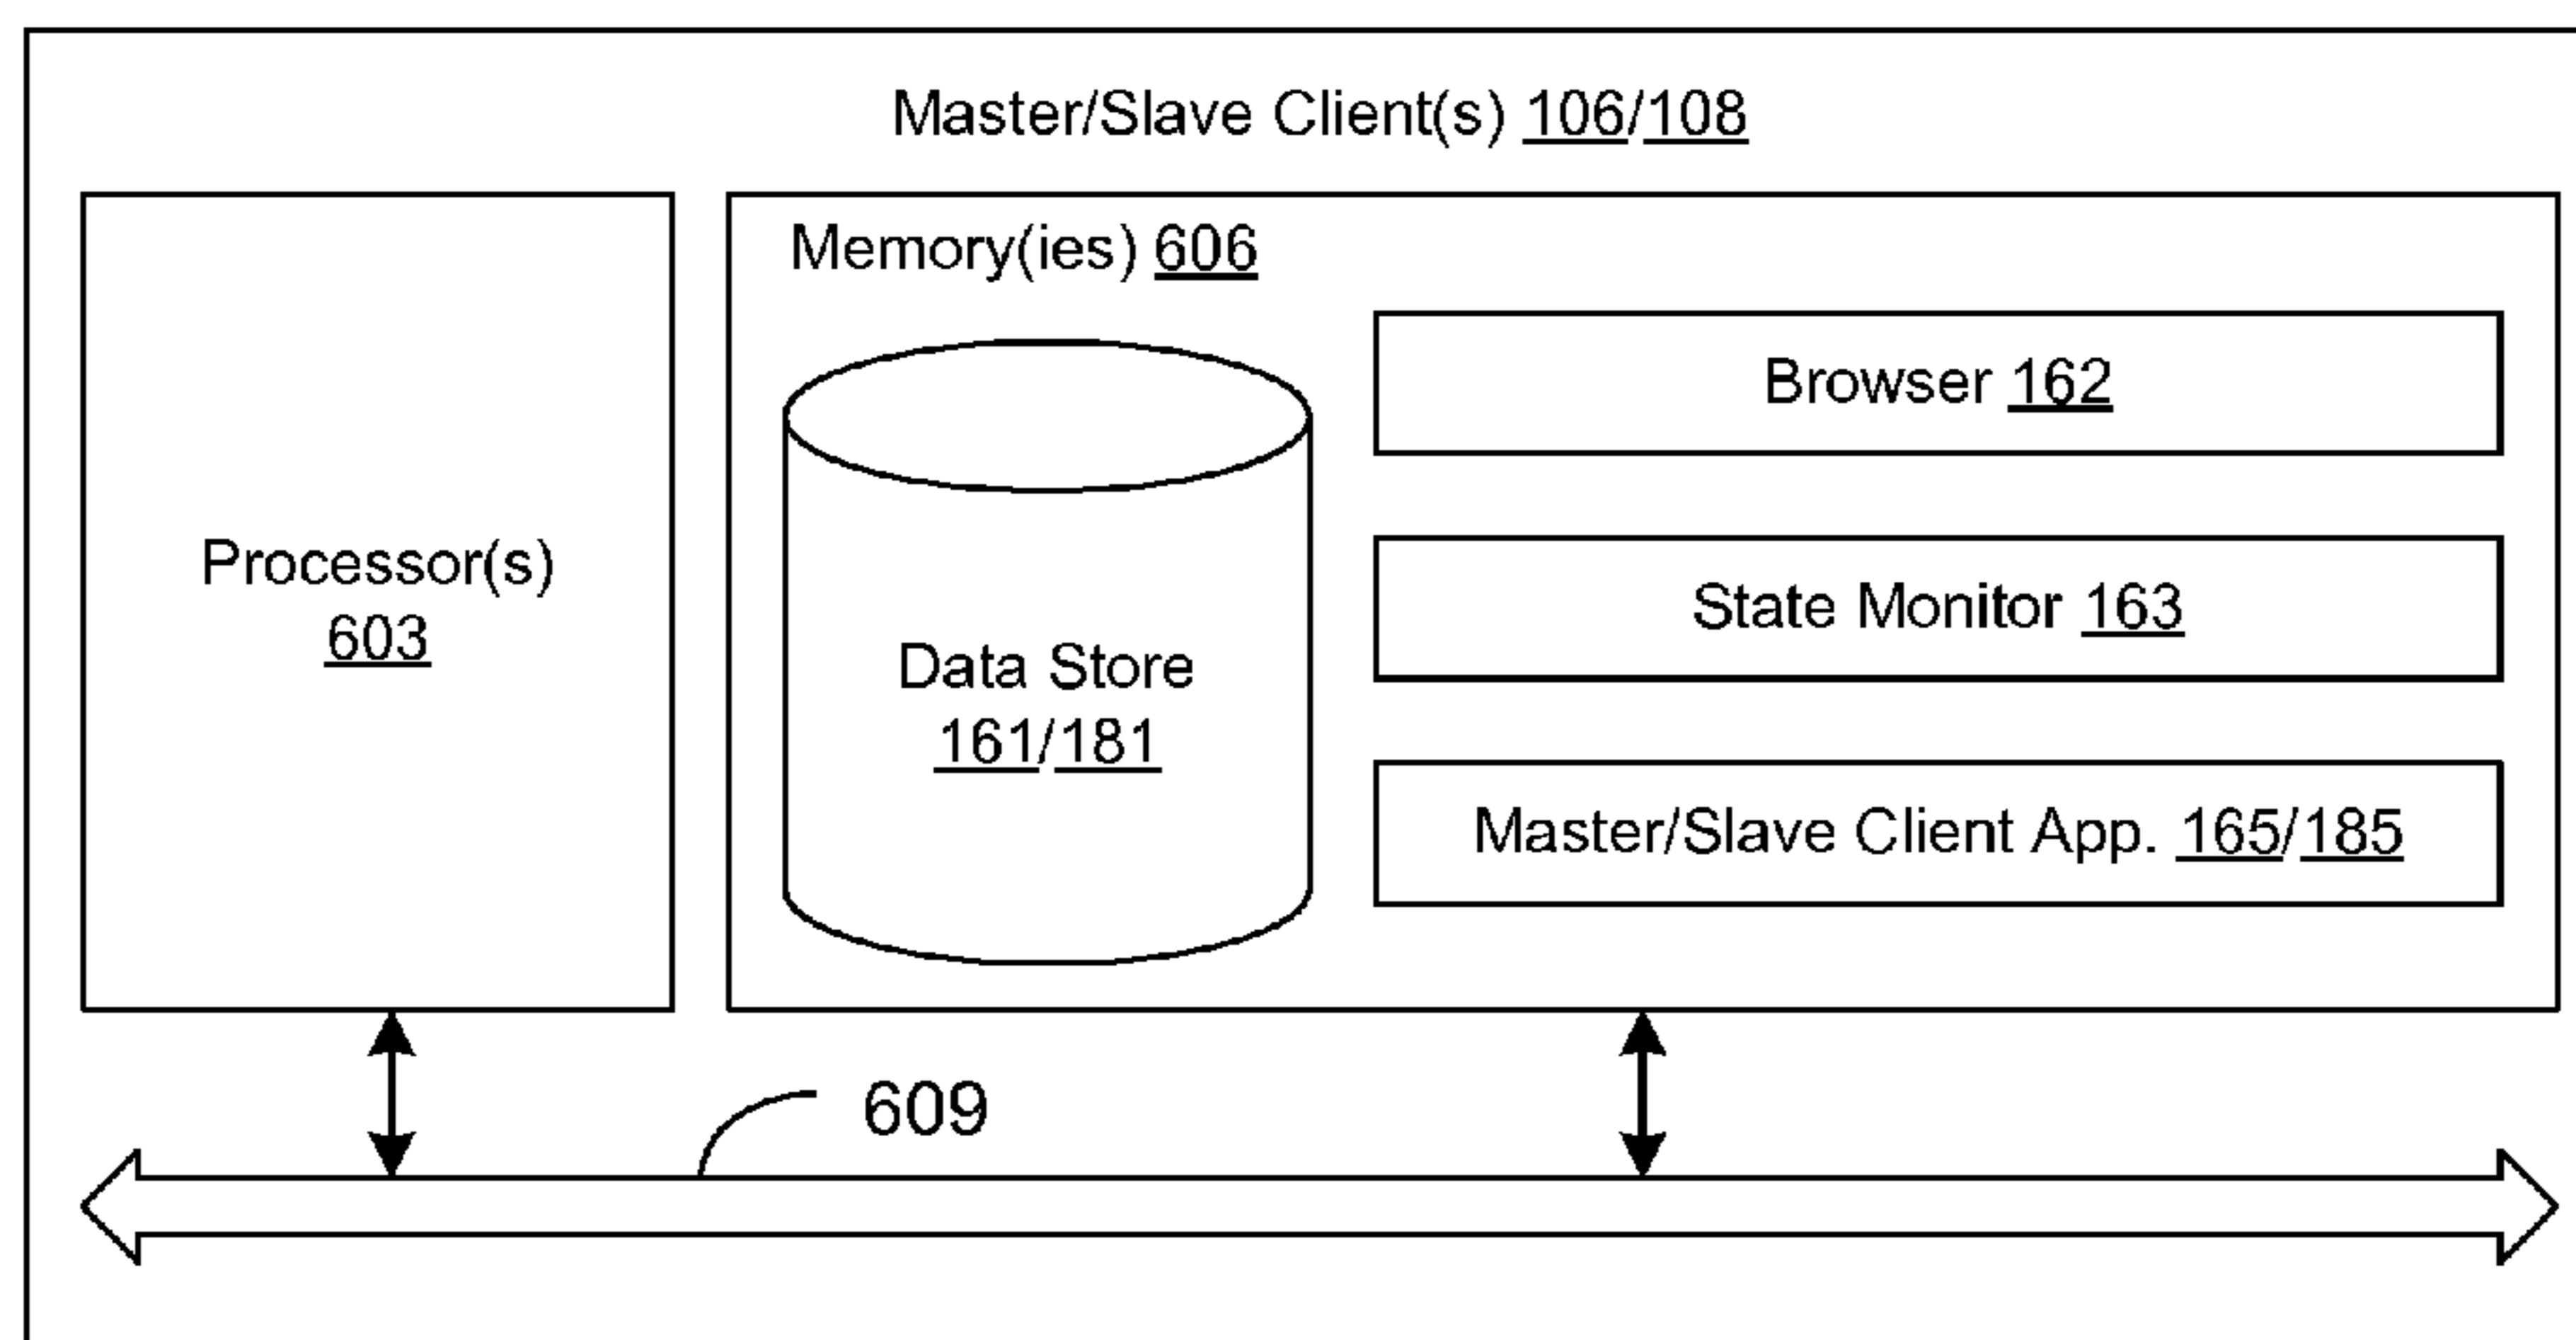 Master/Slave Client(s) 106/108
Processor(s)
603
Memory(ies) 606
Data Store
161/181
Browser 162
State Monitor 163
Master/Slave Client App. 165/185
609